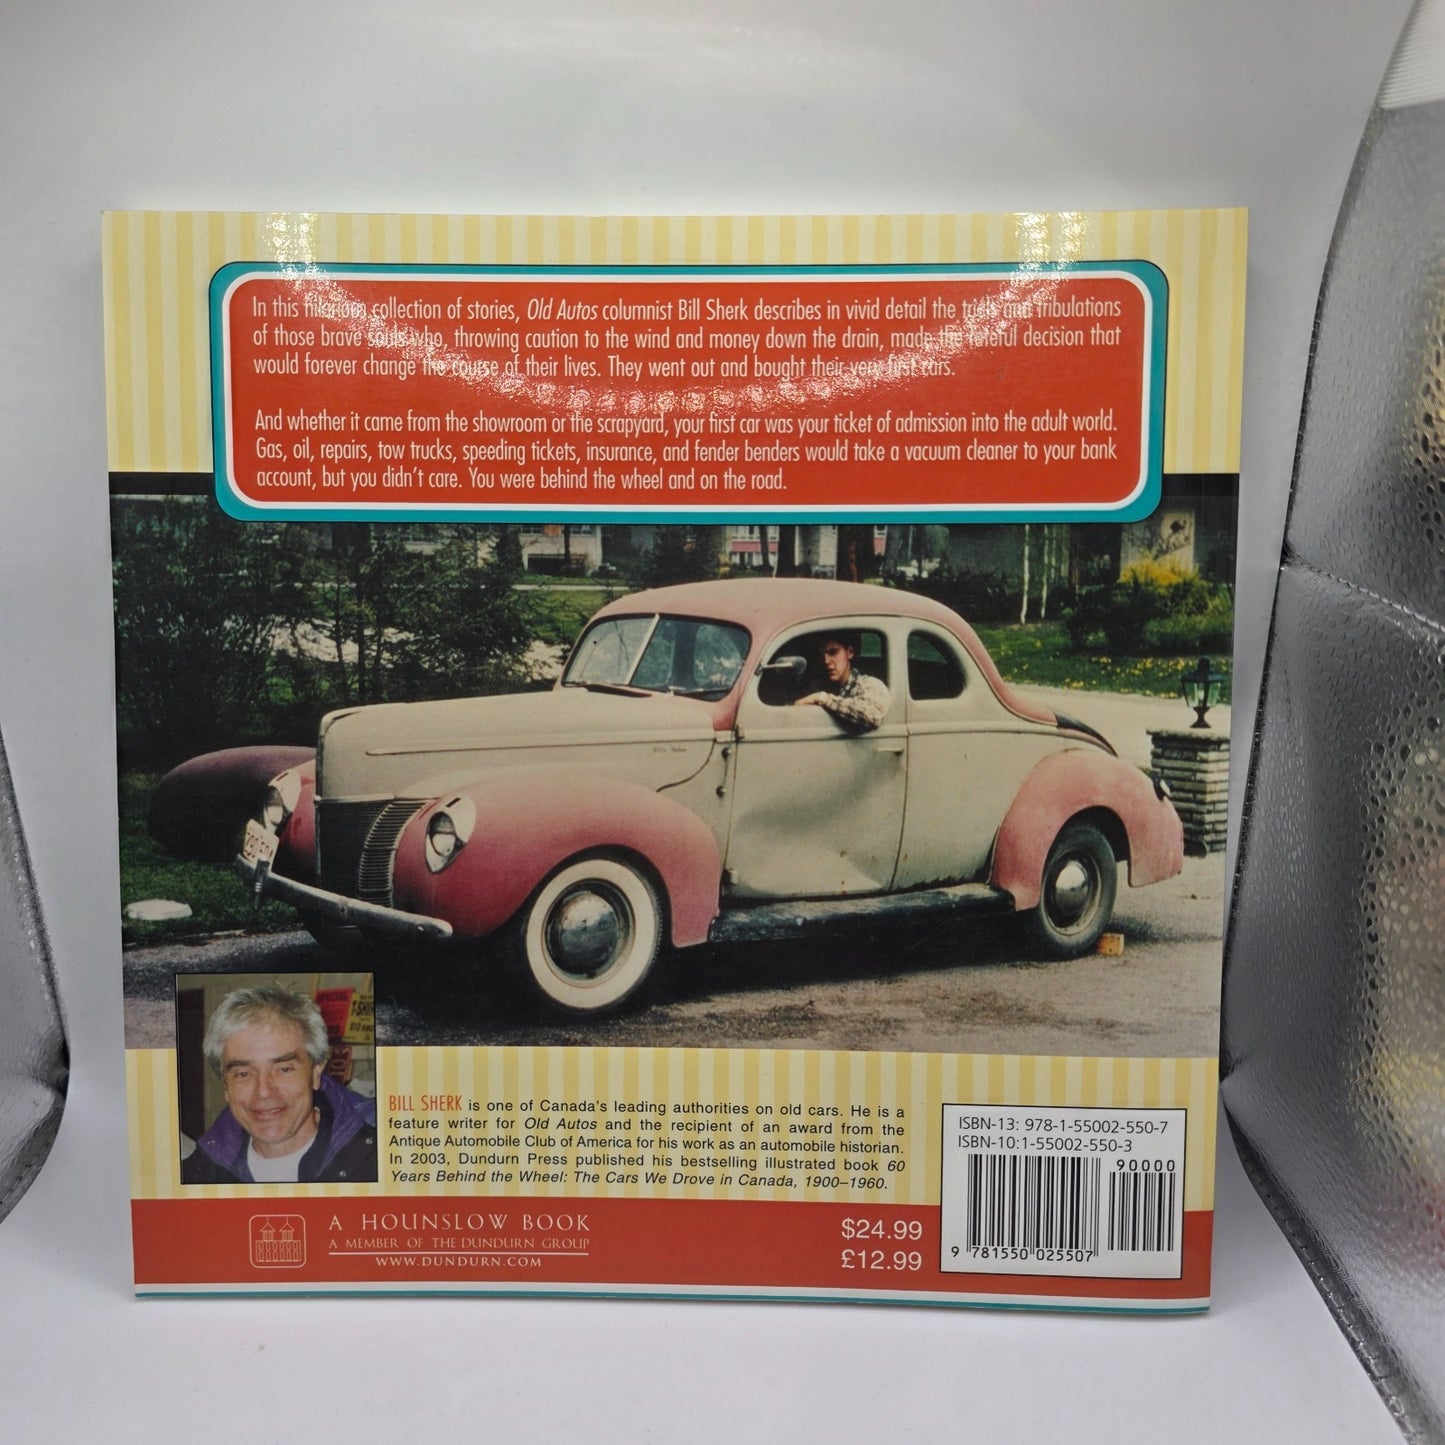 In this hilarious collection of stories, Old Autos columnist Bill Sherk describes in vivid detail the trials and tribulations
of those brave souls who, throwing caution to the wind and money down the drain, made the fateful decision that
would forever change the course of their lives. They went out and bought their very first cars.
And whether it came from the showroom or the scrapyard, your first car was your ticket of admission into the adult world.
Gas, oil, repairs, tow trucks, speeding tickets, insurance, and fender benders would take a vacuum cleaner to your bank
account, but you didn't care. You were behind the wheel and on the road.
BILL SHERK is one of Canada's leading authorities on old cars. He is a
feature writer for Old Autos and the recipient of an award from the
Antique Automobile Club of America for his work as an automobile historian.
In 2003, Dundurn Press published his bestselling illustrated book 60
Years Behind the Wheel: The Cars We Drove in Canada, 1900–1960.
ISBN-13: 978-1-55002-550-7
ISBN-10:1-55002-550-3
90000
9 781550 025507
A HOUNSLOW BOOK
A MEMBER OF THE DUNDURN GROUP
WWW.DUNDURN.COM
$24.99
£12.99